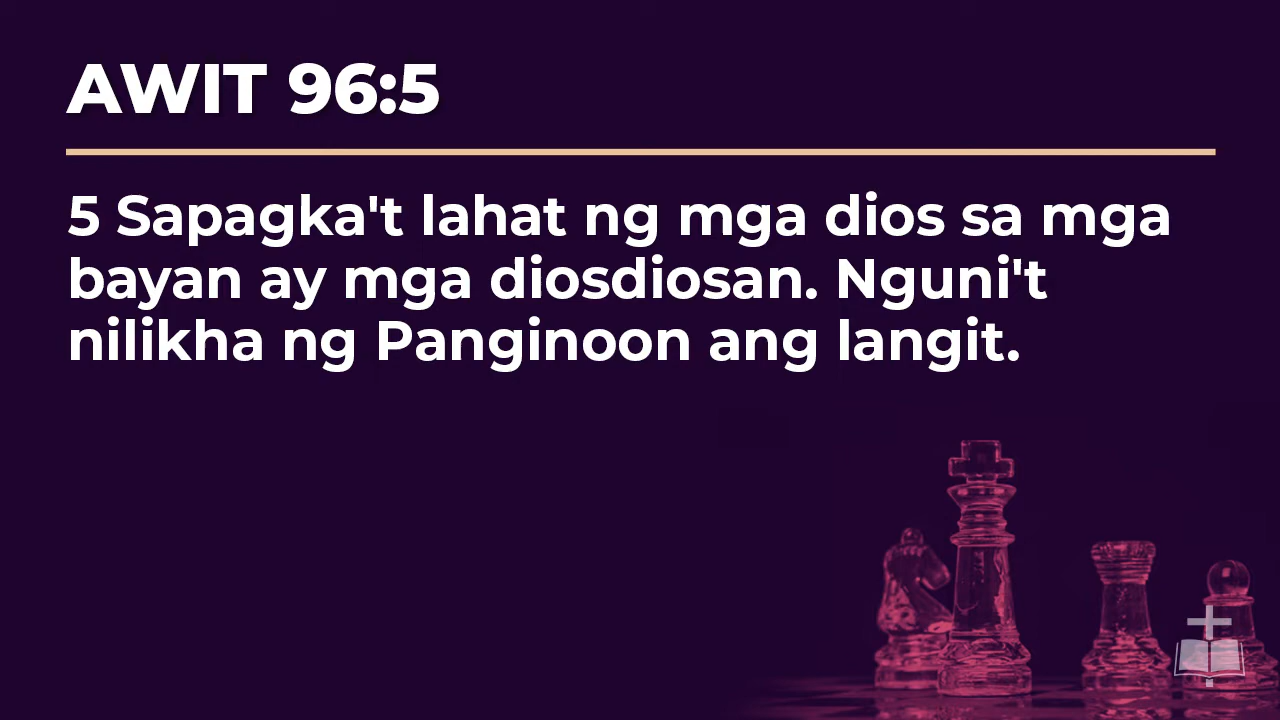 AWIT 96:5
5 Sapagka't lahat ng mga dios sa mga
bayan ay mga diosdiosan. Nguni't
nilikha ng Panginoon ang langit.